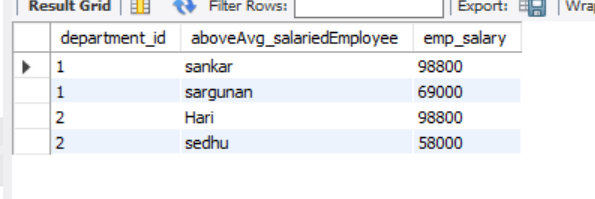 Result Grid Filter Rows: Export: Wrap
department_id aboveAvg_salariedEmployee emp_salary
1 sankar 98800
1 sargunan 69000
2 Hari 98800
2 sedhu 58000